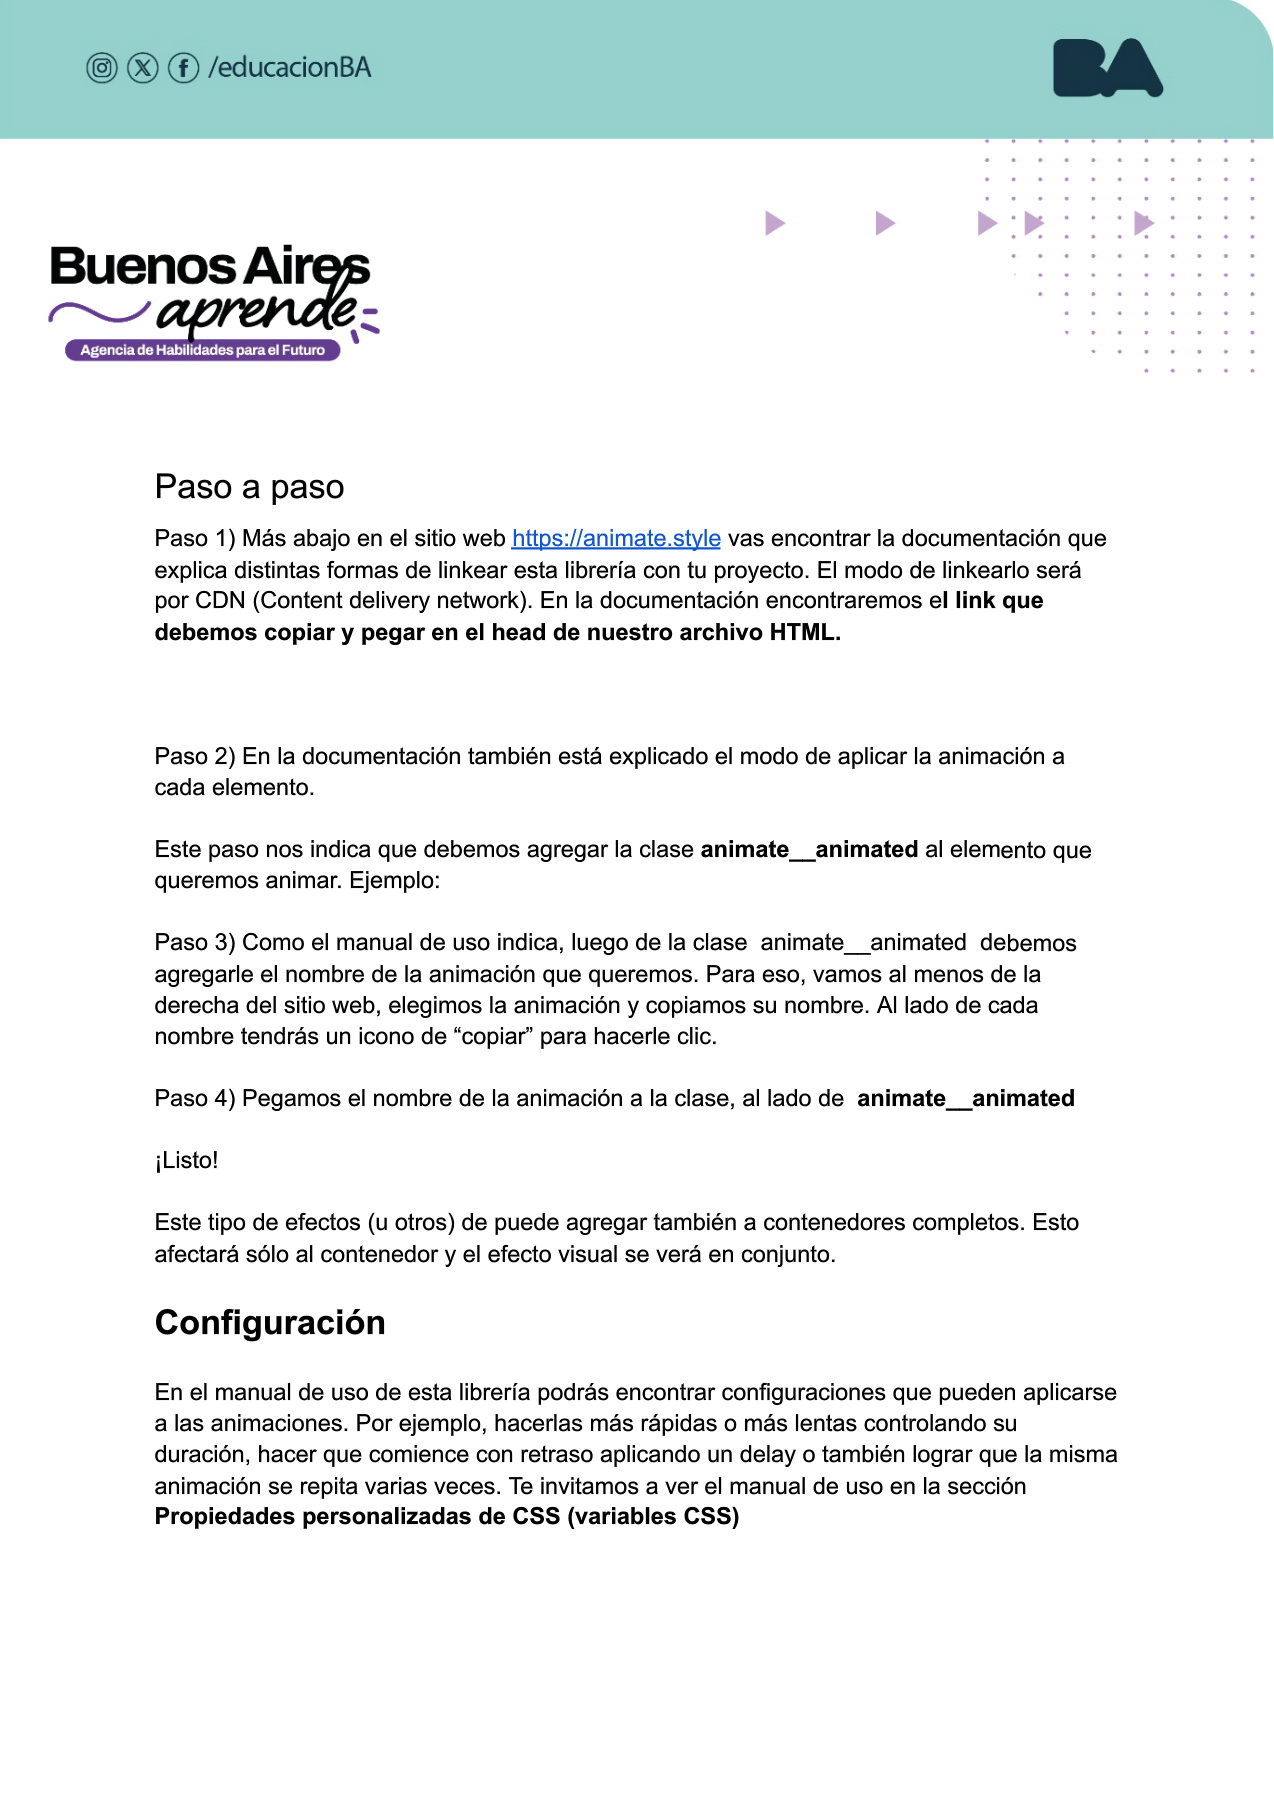 /educacionBA
BA
Buenos Aires
aprende
Agencia de Habilidades para el Futuro
Paso a paso
Paso 1) Más abajo en el sitio web https://animate.style vas encontrar la documentación que
explica distintas formas de linkear esta librería con tu proyecto. El modo de linkearlo será
por CDN (Content delivery network). En la documentación encontraremos el link que
debemos copiar y pegar en el head de nuestro archivo HTML.
Paso 2) En la documentación también está explicado el modo de aplicar la animación a
cada elemento.
Este paso nos indica que debemos agregar la clase animate__animated al elemento que
queremos animar. Ejemplo:
Paso 3) Como el manual de uso indica, luego de la clase  animate__animated  debemos
agregarle el nombre de la animación que queremos. Para eso, vamos al menos de la
derecha del sitio web, elegimos la animación y copiamos su nombre. Al lado de cada
nombre tendrás un icono de “copiar” para hacerle clic.
Paso 4) Pegamos el nombre de la animación a la clase, al lado de  animate__animated
¡Listo!
Este tipo de efectos (u otros) de puede agregar también a contenedores completos. Esto
afectará sólo al contenedor y el efecto visual se verá en conjunto.
Configuración
En el manual de uso de esta librería podrás encontrar configuraciones que pueden aplicarse
a las animaciones. Por ejemplo, hacerlas más rápidas o más lentas controlando su
duración, hacer que comience con retraso aplicando un delay o también lograr que la misma
animación se repita varias veces. Te invitamos a ver el manual de uso en la sección
Propiedades personalizadas de CSS (variables CSS)